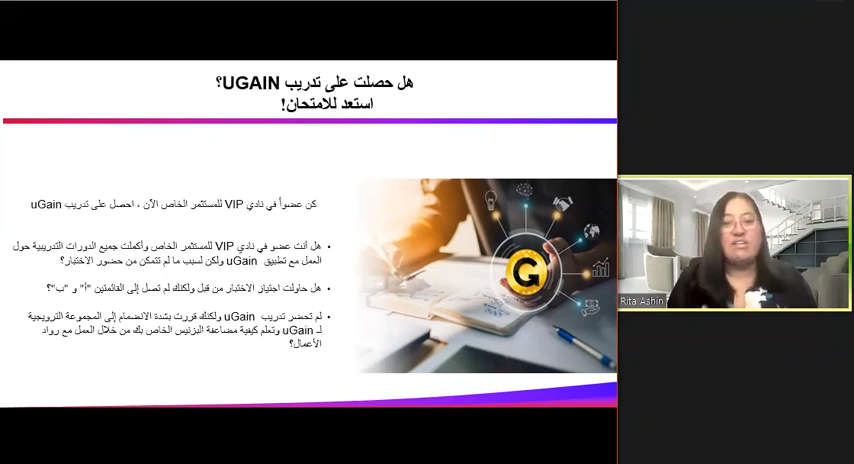 هل حصلت على تدريب UGAIN؟
استعد للامتحان!
كن عضواً في نادي VIP للمستثمر الخاص الآن ، احصل على تدريب uGain
• هل أنت عضو في نادي VIP للمستثمر الخاص وأكملت جميع الدورات التدريبية حول
العمل مع تطبيق uGain ولكن لسبب ما لم تتمكن من حضور الاختبار؟
• هل حاولت اجتياز الاختبار من قبل ولكنك لم تصل إلى القائمتين "أ" و "ب"؟
• لم تحضر تدريب uGain ولكنك قررت بشدة الانضمام إلى المجموعة الترويجية
لـ uGain وتعلم كيفية مضاعفة البزنيس الخاص بك من خلال العمل مع رواد
الأعمال؟
G
Rita Ashin